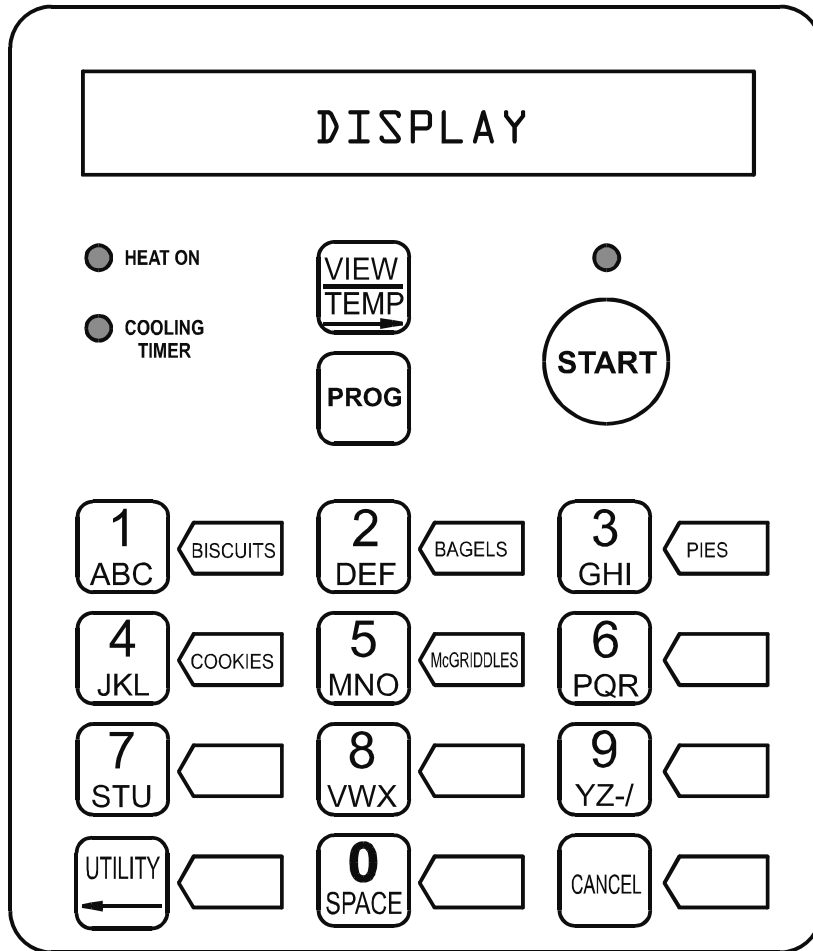 DISPLAY
HEAT ON
VIEW
TEMP
COOLING
TIMER
START
PROG
1
ABC
BISCUITS
2
DEF
BAGELS
3
GHI
PIES
4
JKL
COOKIES
5
MNO
McGRIDDLES
6
PQR
7
STU
8
VWX
9
YZ-/
UTILITY
0
SPACE
CANCEL